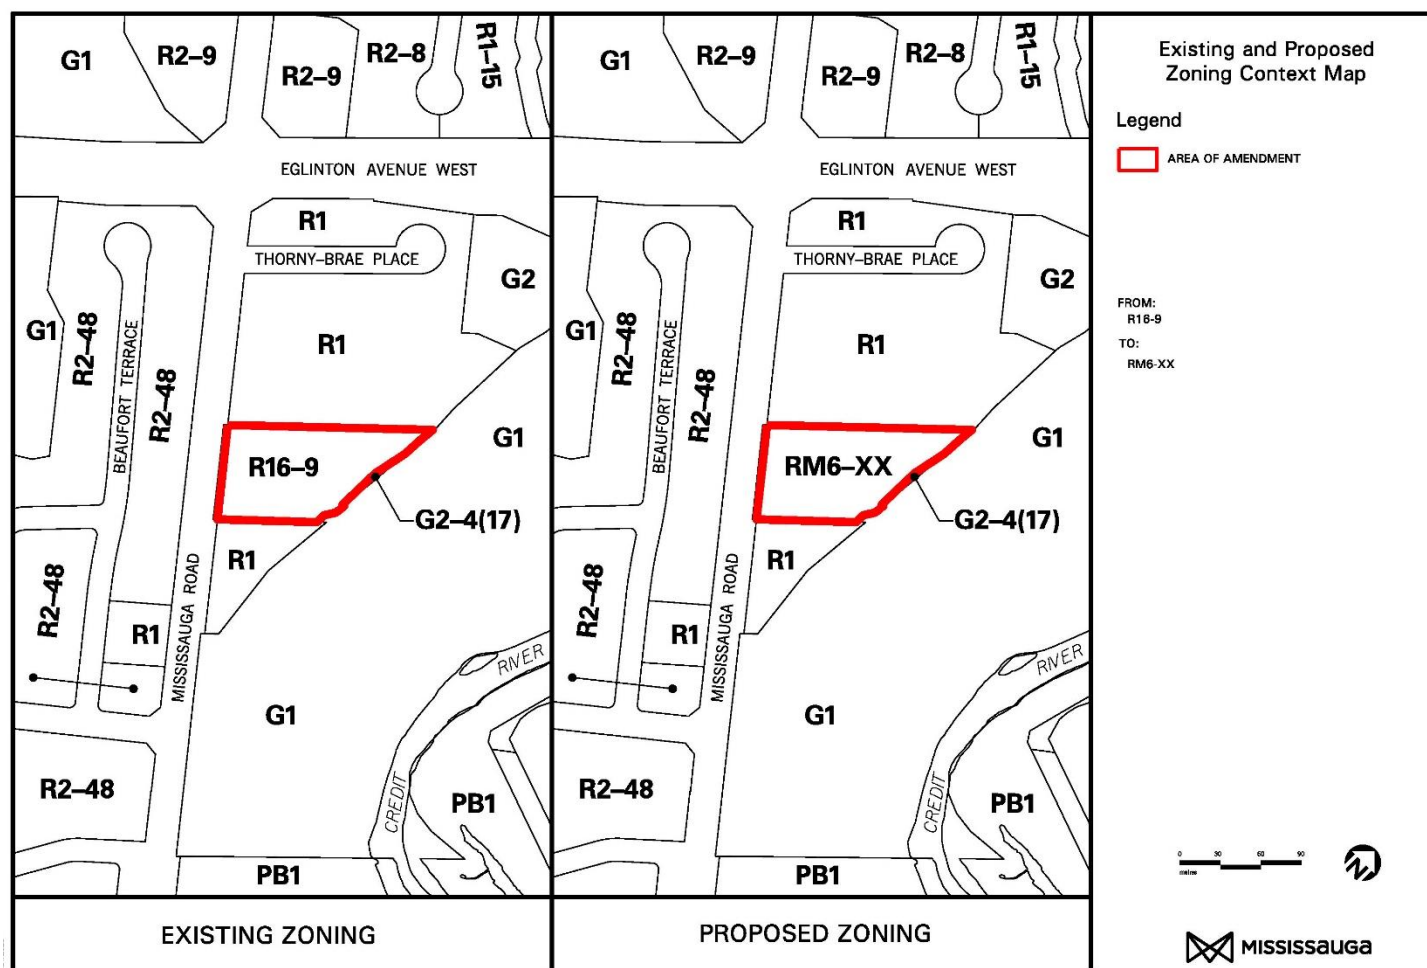 G1
R2–9
R2–9
R2–8
R1–15
EGLINTON AVENUE WEST
R1
THORNY–BRAE PLACE
G2
G1
R2–48
BEAUFORT TERRACE
R2–48
R1
G1
R16–9
G2–4(17)
R1
R2–48
R1
MISSISSAUGA ROAD
G1
RIVER
CREDIT
R2–48
PB1
PB1
EXISTING ZONING
G1
R2–9
R2–9
R2–8
R1–15
EGLINTON AVENUE WEST
R1
THORNY–BRAE PLACE
G2
G1
R2–48
BEAUFORT TERRACE
R2–48
R1
G1
RM6–XX
G2–4(17)
R1
R2–48
R1
MISSISSAUGA ROAD
G1
RIVER
CREDIT
R2–48
PB1
PB1
PROPOSED ZONING
Existing and Proposed
Zoning Context Map
Legend
AREA OF AMENDMENT
FROM:
R16-9
TO:
RM6-XX
0 30 60 90
metres
N
MISSISSAUGA